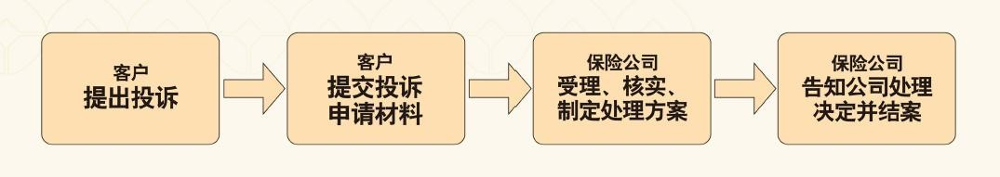 客户
提出投诉
客户
提交投诉
申请材料
保险公司
受理、核实、
制定处理方案
保险公司
告知公司处理
决定并结案